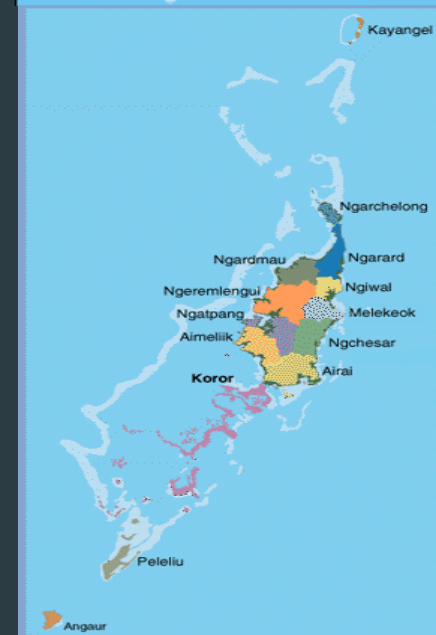 Kayangel
Ngarchelong
Ngardmau
Ngarard
Ngeremlengui
Ngiwal
Ngatpang
Melekeok
Aimeliik
Ngchesar
Airai
Koror
Peleliu
Angaur